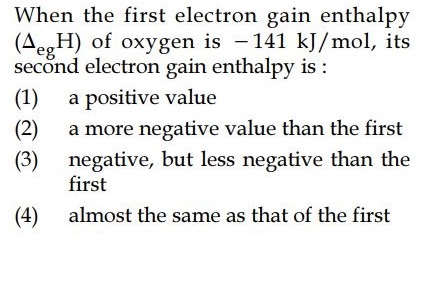 When the first electron gain enthalpy
(ΔegH) of oxygen is – 141 kJ/mol, its
second electron gain enthalpy is :
(1) a positive value
(2) a more negative value than the first
(3) negative, but less negative than the
first
(4) almost the same as that of the first